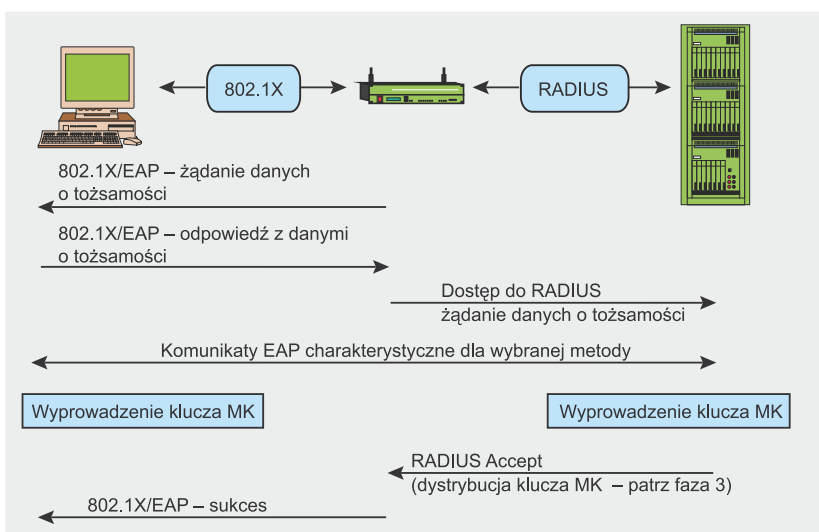 802.1X
RADIUS
802.1X/EAP – żądanie danych
o tożsamości
802.1X/EAP – odpowiedź z danymi
o tożsamości
Dostęp do RADIUS
żądanie danych o tożsamości
Komunikaty EAP charakterystyczne dla wybranej metody
Wyprowadzenie klucza MK
Wyprowadzenie klucza MK
RADIUS Accept
(dystrybucja klucza MK – patrz faza 3)
802.1X/EAP – sukces